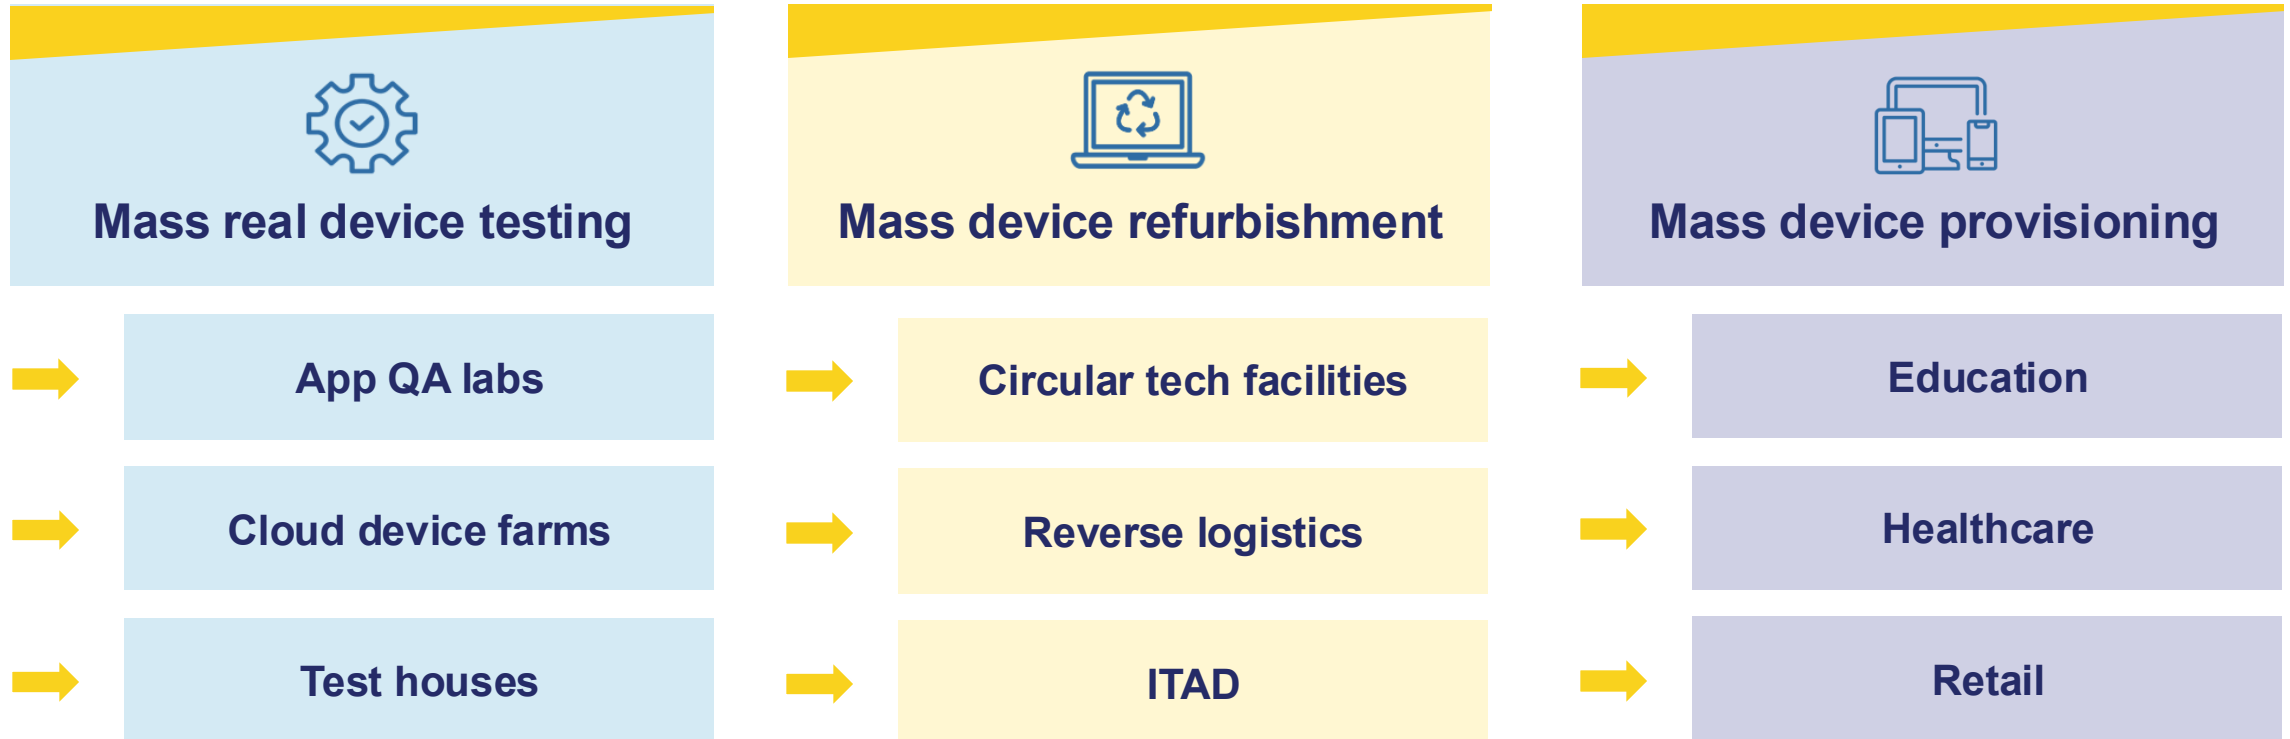 Mass real device testing
App QA labs
Cloud device farms
Test houses
Mass device refurbishment
Circular tech facilities
Reverse logistics
ITAD
Mass device provisioning
Education
Healthcare
Retail